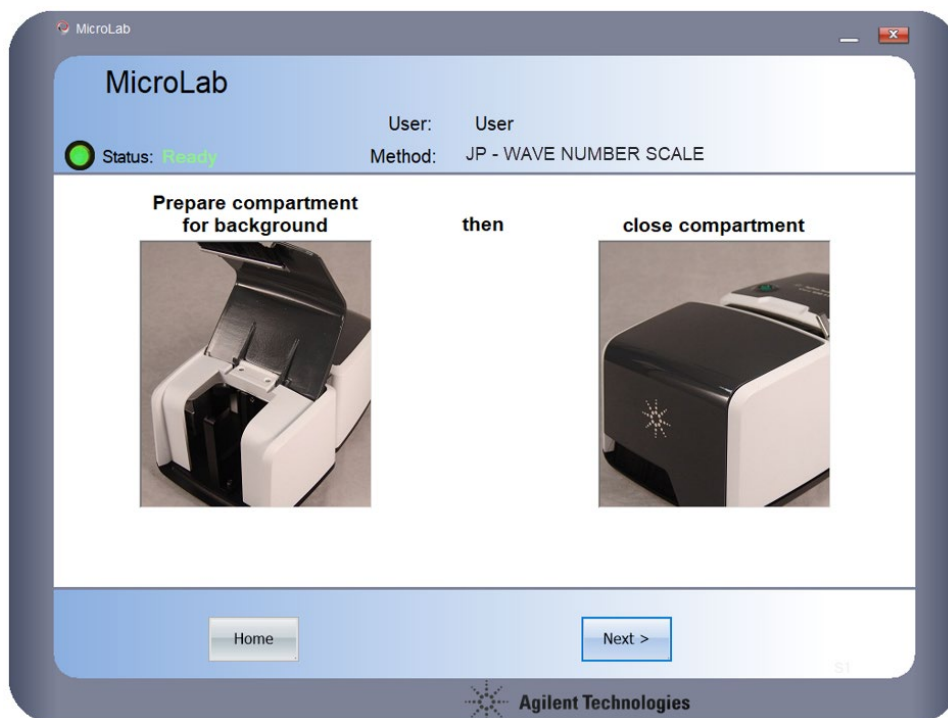 MicroLab
MicroLab
User: User
Status: Ready
Method: JP - WAVE NUMBER SCALE
Prepare compartment
for background
then
close compartment
Home
Next >
S1
Agilent Technologies